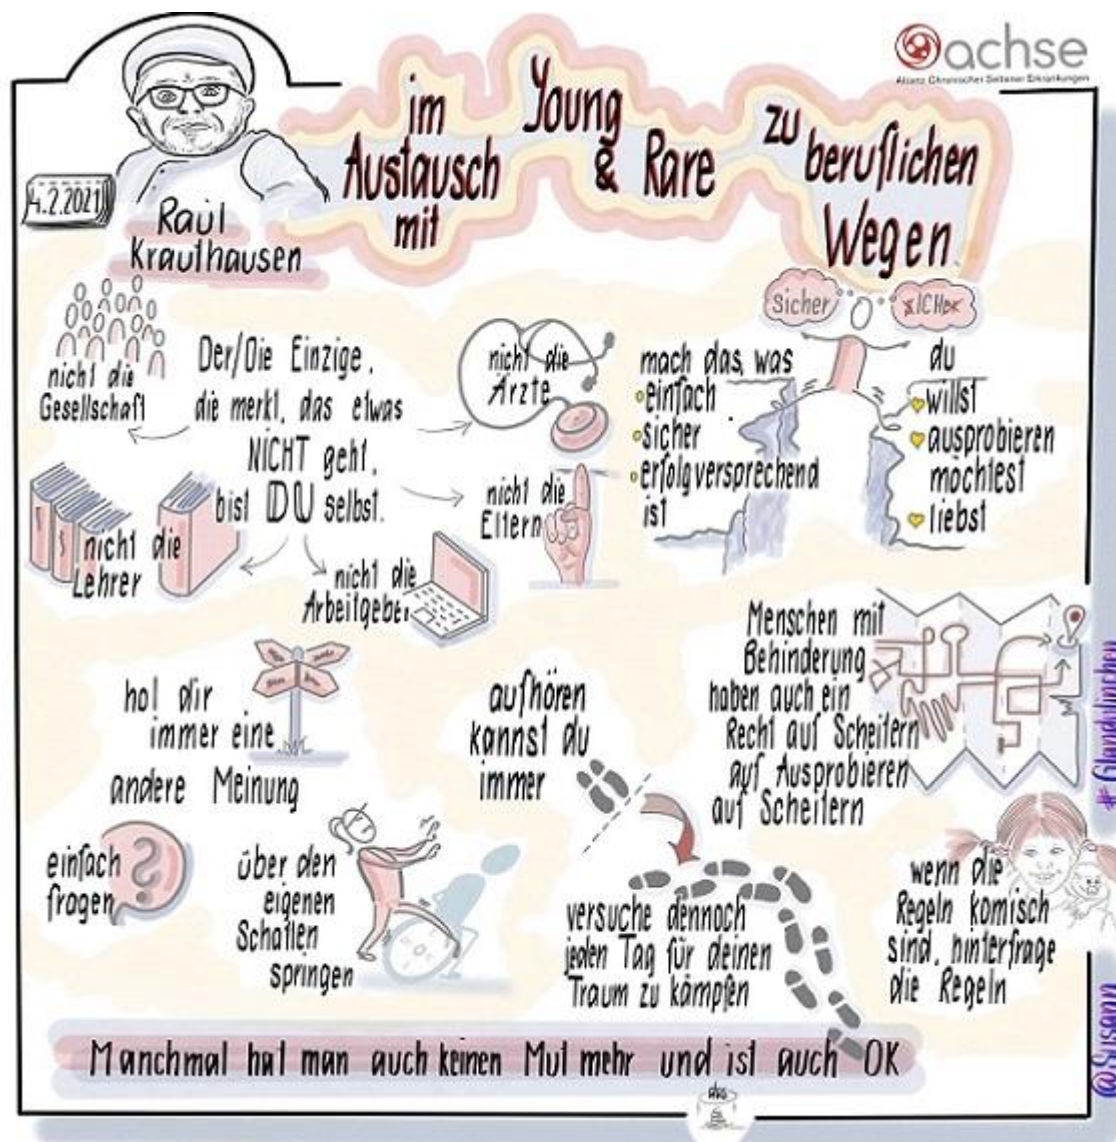 achse
Allianz Chronischer Seltener Erkrankungen
im
Austausch
mit
Young
& Rare
zu
beruflichen
Wegen
4.2.2021
Raúl
Krauthausen
nicht die
Gesellschaft
Der/Die Einzige,
die merkt, das etwas
NICHT geht,
bist DU selbst.
nicht die
Ärzte
nicht die
Eltern
nicht die
Lehrer
nicht die
Arbeitgeber
Sicher
SICHER
mach das, was
einfach
sicher
erfolgversprechend
ist
du
willst
ausprobieren
möchtest
liebst
hol dir
immer eine
andere Meinung
aufhören
kannst du
immer
Menschen mit
Behinderung
haben auch ein
Recht auf Scheitern
auf Ausprobieren
auf Scheitern
einfach
fragen
?
über den
eigenen
Schatten
springen
versuche dennoch
jeden Tag für deinen
Traum zu kämpfen
wenn die
Regeln komisch
sind, hinterfrage
die Regeln
Manchmal hat man auch keinen Mut mehr und ist auch OK
@Susann